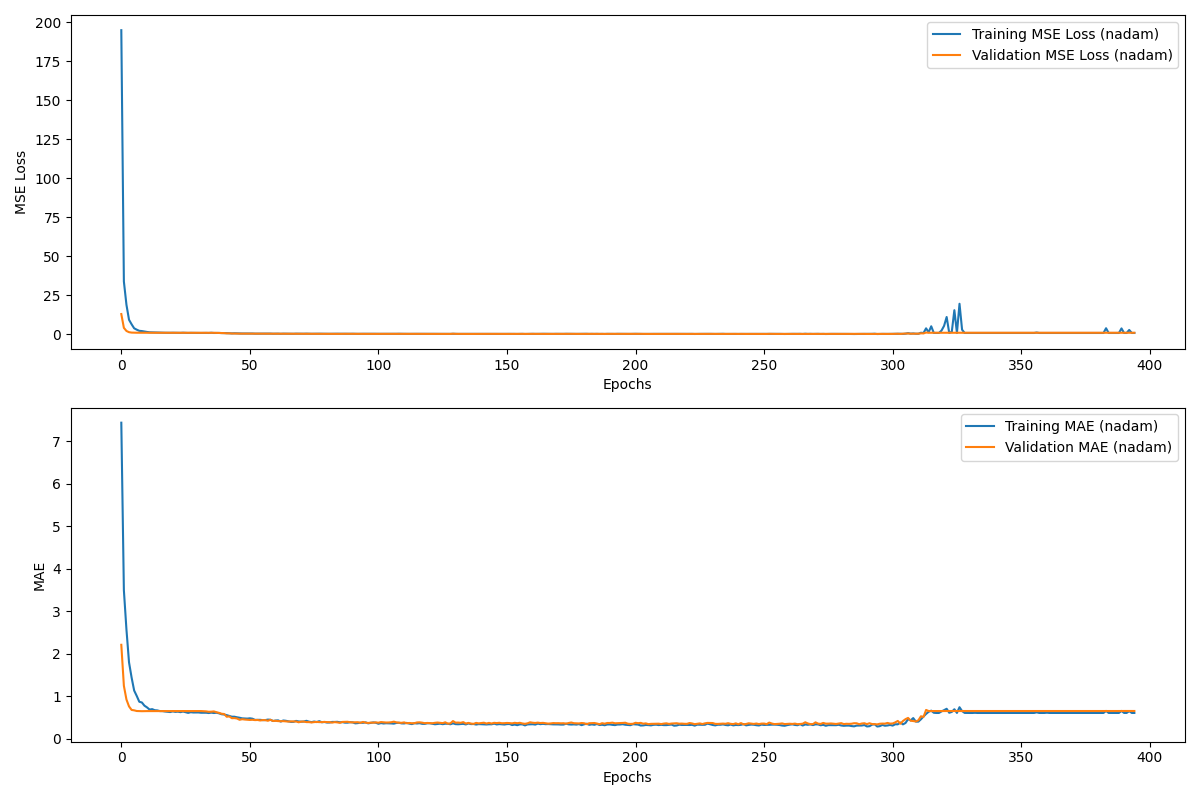 200
175
150
125
100
75
50
25
0
MSE Loss
Training MSE Loss (nadam)
Validation MSE Loss (nadam)
0 50 100 150 200 250 300 350 400
Epochs
7
6
5
4
3
2
1
0
MAE
Training MAE (nadam)
Validation MAE (nadam)
0 50 100 150 200 250 300 350 400
Epochs